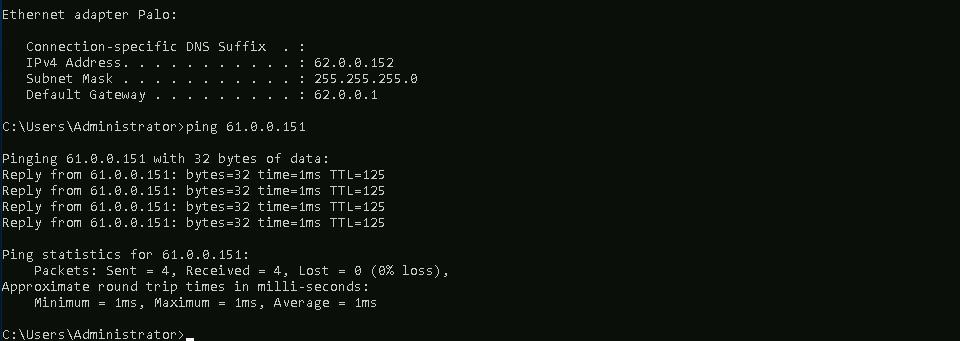 Ethernet adapter Palo:
Connection-specific DNS Suffix  . :
IPv4 Address. . . . . . . . . . . : 62.0.0.152
Subnet Mask . . . . . . . . . . . : 255.255.255.0
Default Gateway . . . . . . . . . : 62.0.0.1
C:\Users\Administrator>ping 61.0.0.151
Pinging 61.0.0.151 with 32 bytes of data:
Reply from 61.0.0.151: bytes=32 time=1ms TTL=125
Reply from 61.0.0.151: bytes=32 time=1ms TTL=125
Reply from 61.0.0.151: bytes=32 time=1ms TTL=125
Reply from 61.0.0.151: bytes=32 time=1ms TTL=125
Ping statistics for 61.0.0.151:
Packets: Sent = 4, Received = 4, Lost = 0 (0% loss),
Approximate round trip times in milli-seconds:
Minimum = 1ms, Maximum = 1ms, Average = 1ms
C:\Users\Administrator>